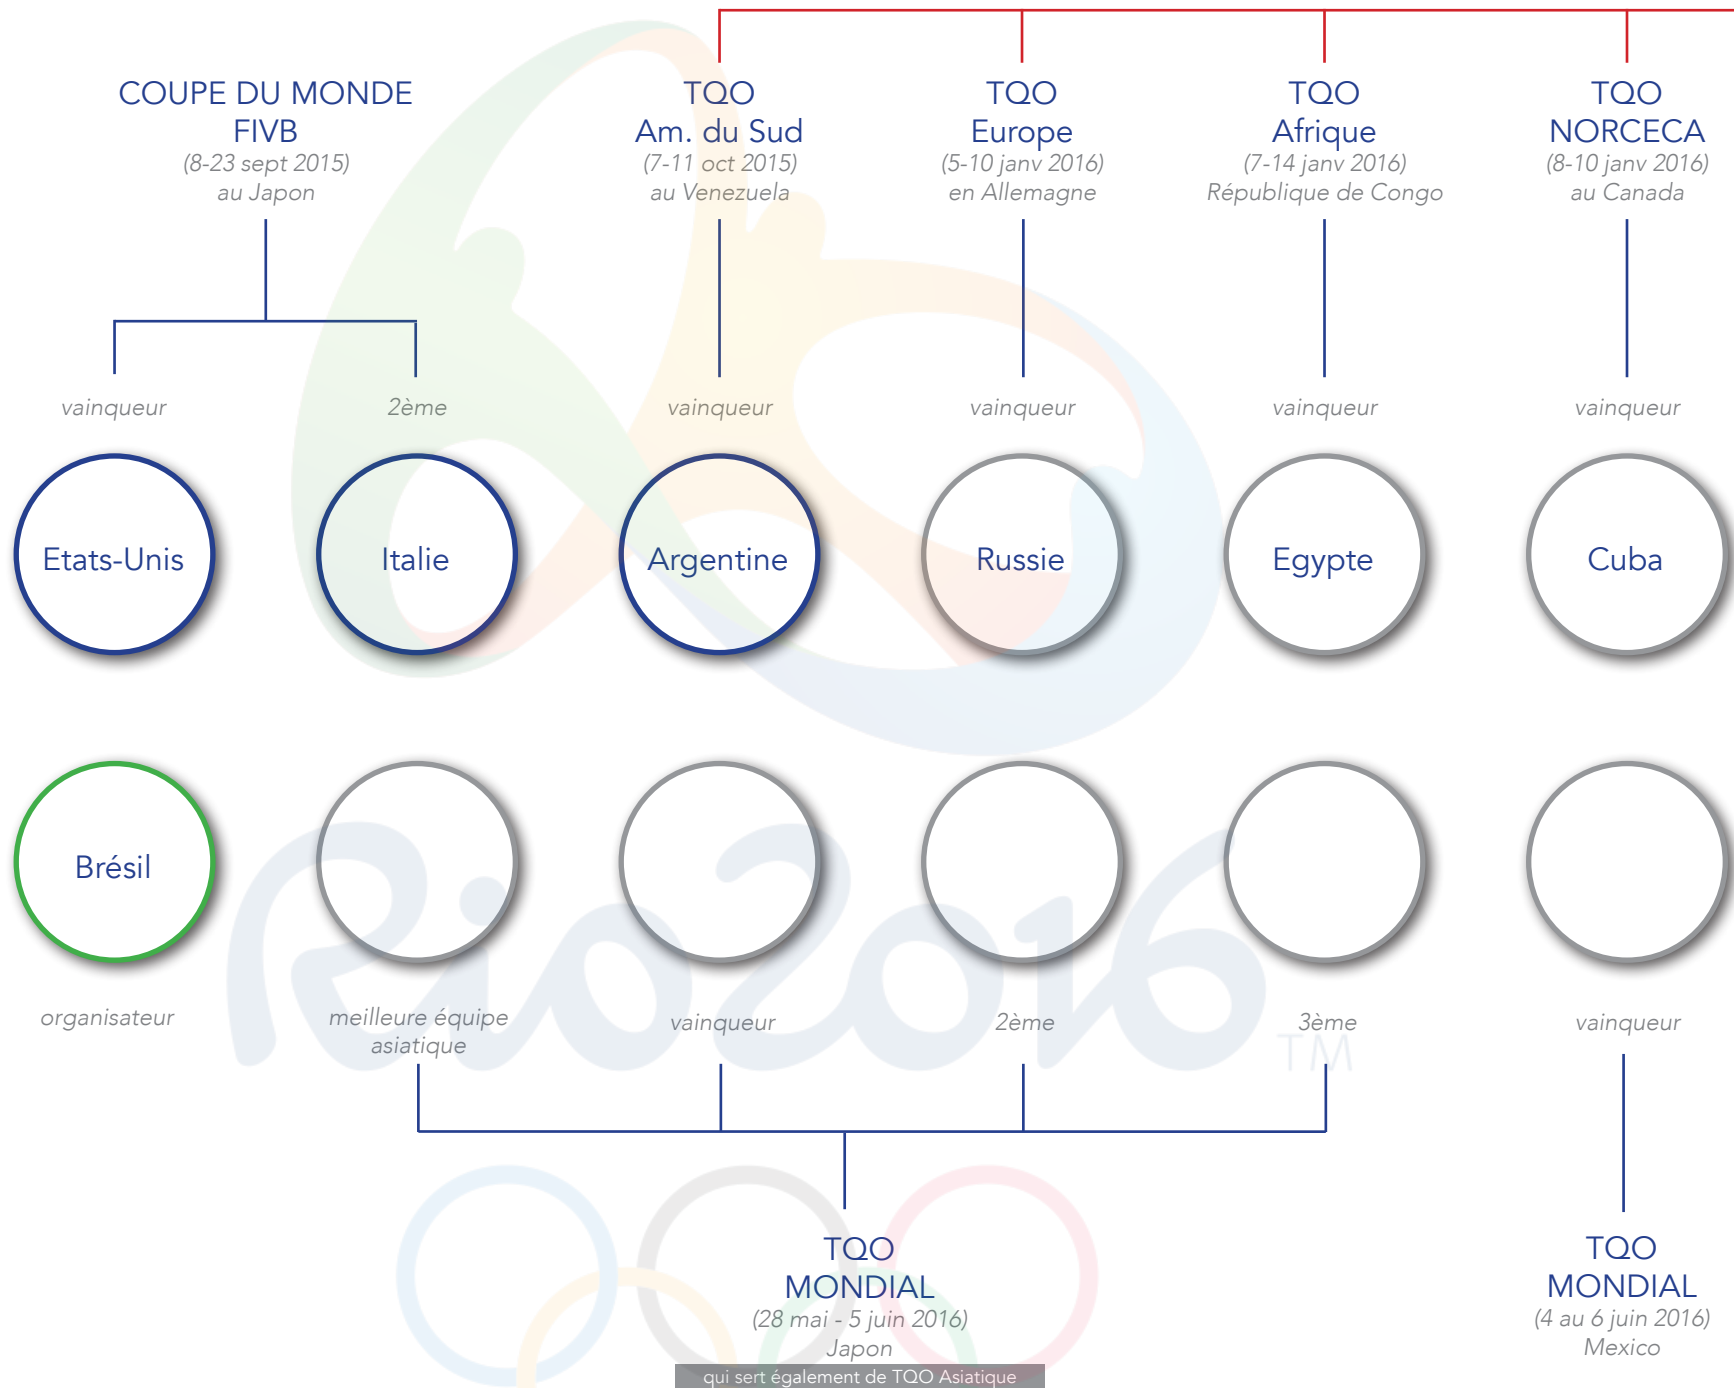 COUPE DU MONDE
FIVB
(8-23 sept 2015)
au Japon
TQO
Am. du Sud
(7-11 oct 2015)
au Venezuela
TQO
Europe
(5-10 janv 2016)
en Allemagne
TQO
Afrique
(7-14 janv 2016)
République de Congo
TQO
NORCECA
(8-10 janv 2016)
au Canada
vainqueur
2ème
vainqueur
vainqueur
vainqueur
vainqueur
Etats-Unis
Italie
Argentine
Russie
Egypte
Cuba
Brésil
Rio2016
TM
organisateur
meilleure équipe
asiatique
vainqueur
2ème
3ème
vainqueur
TQO
MONDIAL
(28 mai - 5 juin 2016)
Japon
qui sert également de TQO Asiatique
TQO
MONDIAL
(4 au 6 juin 2016)
Mexico